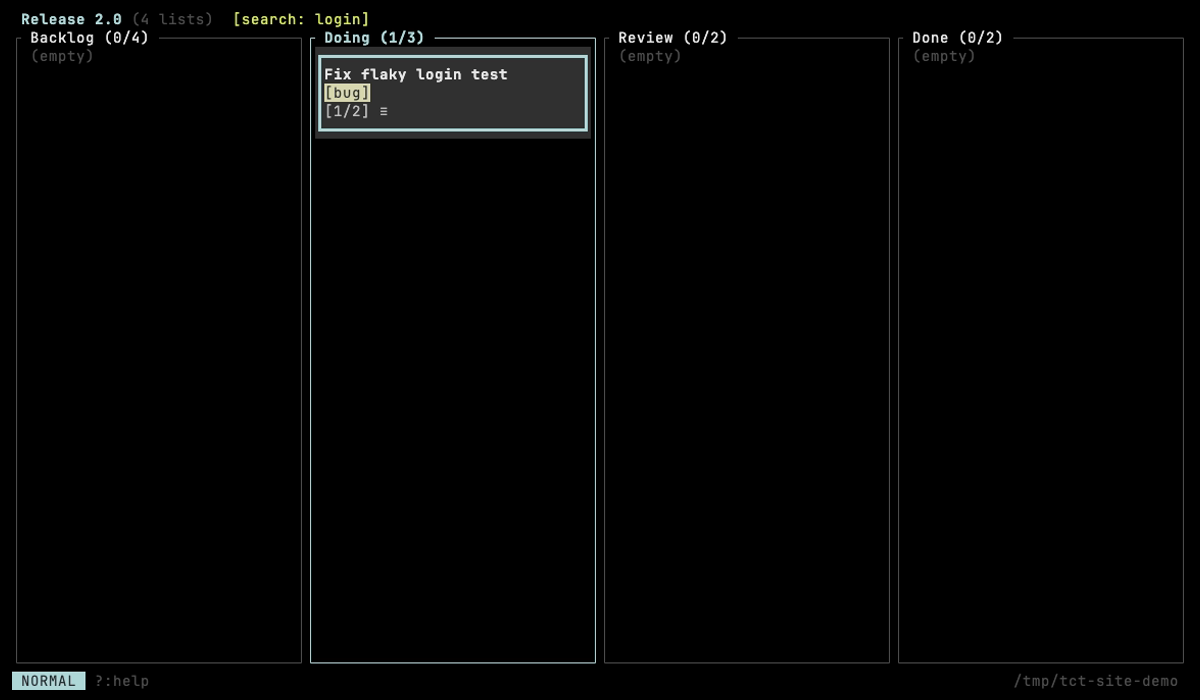 Release 2.0 (4 lists) [search: login]
Backlog (0/4)
(empty)
Doing (1/3)
Fix flaky login test
[bug]
[1/2] ≡
Review (0/2)
(empty)
Done (0/2)
(empty)
NORMAL ?:help
/tmp/tct-site-demo